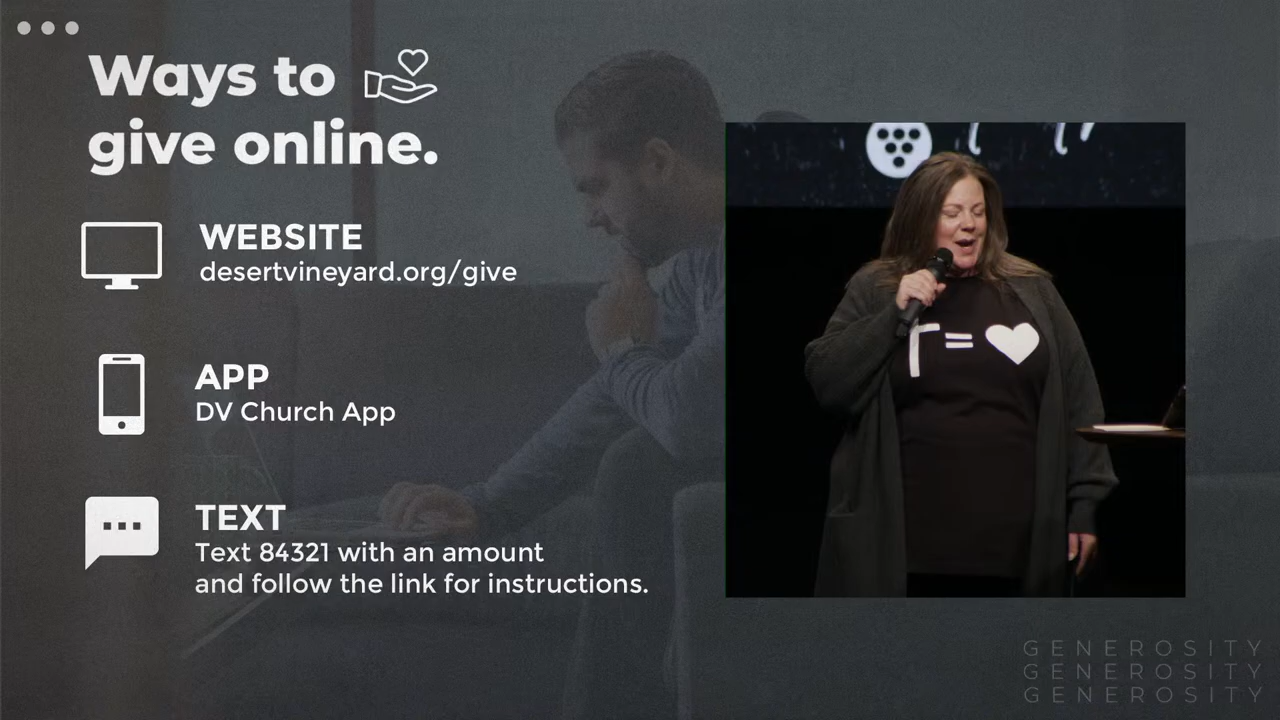 Ways to
give online.
WEBSITE
desertvineyard.org/give
APP
DV Church App
TEXT
Text 84321 with an amount
and follow the link for instructions.
=
GENEROSITY
GENEROSITY
GENEROSITY